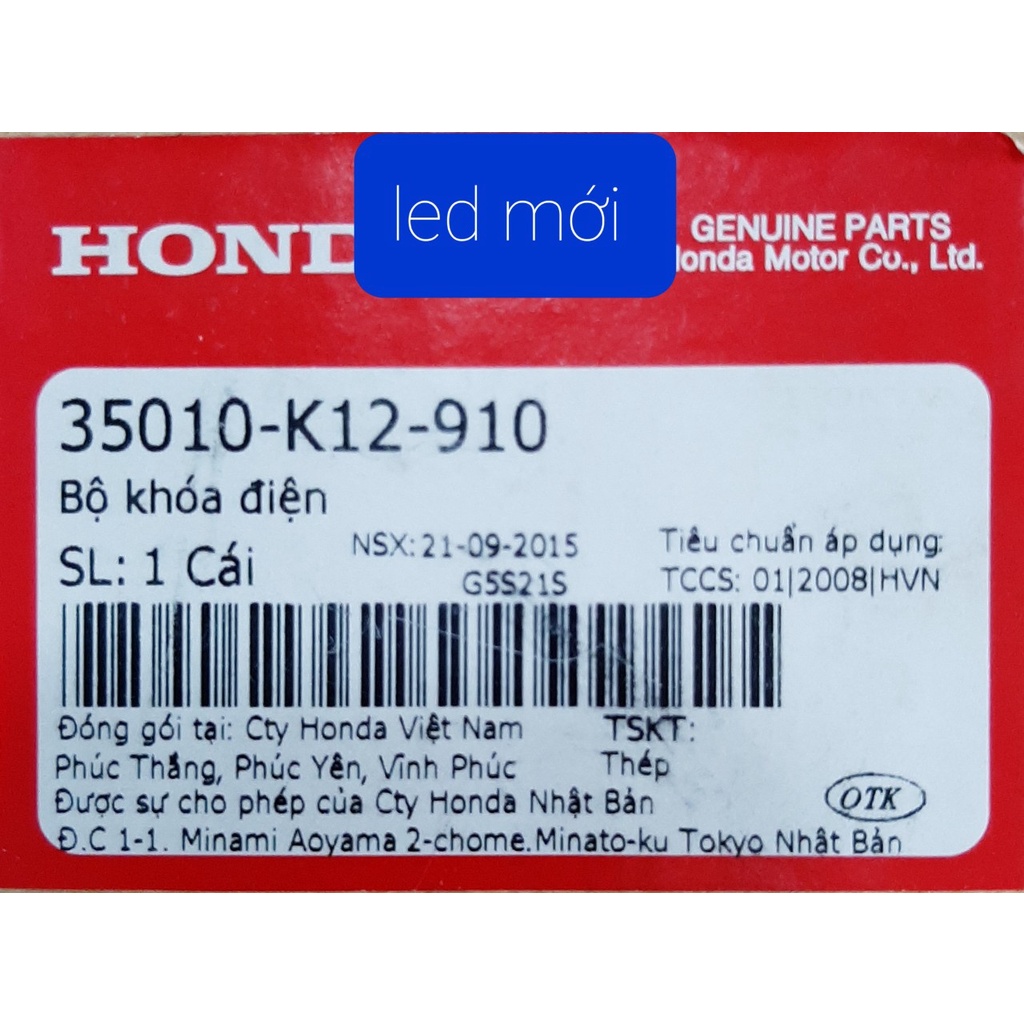 led mới
HOND
GENUINE PARTS
Honda Motor Co., Ltd.
35010-K12-910
Bộ khóa điện
SL: 1 Cái
NSX: 21-09-2015
G5S21S
Tiêu chuẩn áp dụng:
TCCS: 01|2008|HVN
Đóng gói tại: Cty Honda Việt Nam
Phúc Thắng, Phúc Yên, Vĩnh Phúc
TSKT:
Thép
Được sự cho phép của Cty Honda Nhật Bản
Đ.C 1-1. Minami Aoyama 2-chome.Minato-ku Tokyo Nhật Bản
OTK